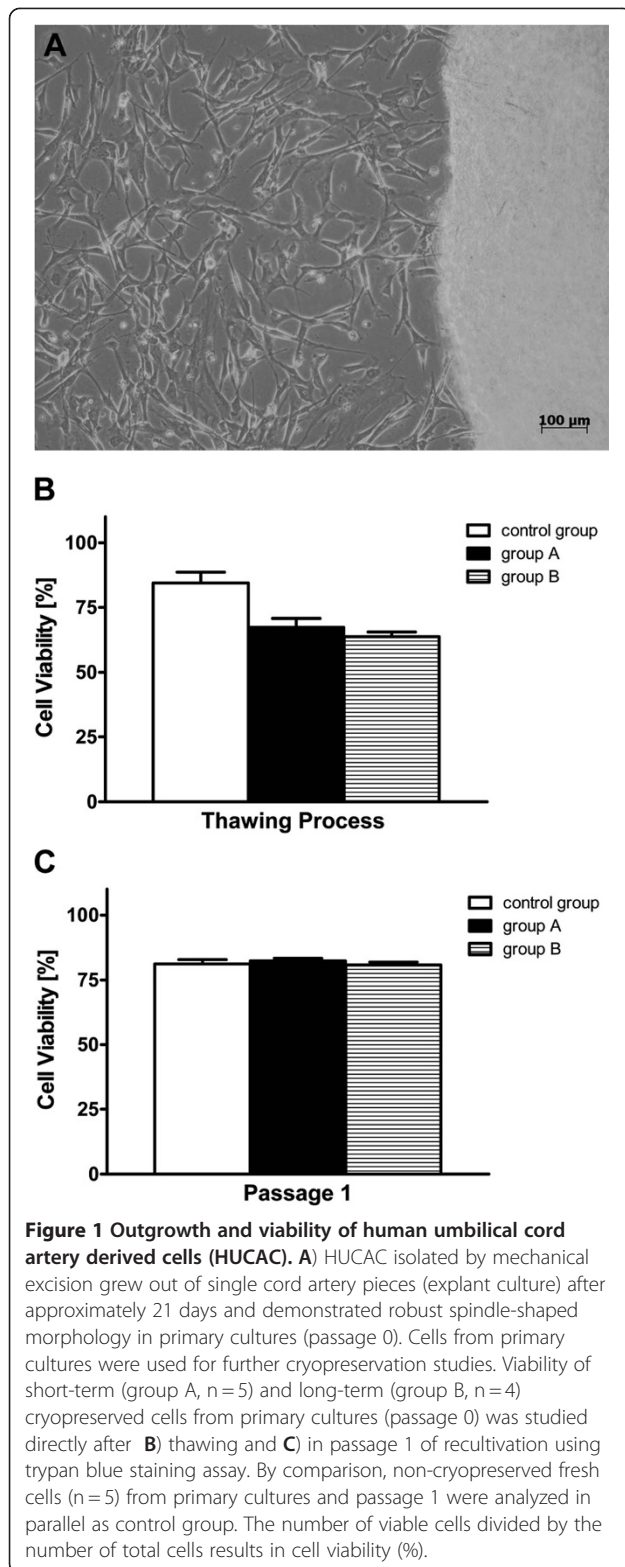 A
100 µm
B
100
75
50
25
0
Cell Viability [%]
control group
group A
group B
Thawing Process
C
100
75
50
25
0
Cell Viability [%]
control group
group A
group B
Passage 1
Figure 1 Outgrowth and viability of human umbilical cord
artery derived cells (HUCAC). A) HUCAC isolated by mechanical
excision grew out of single cord artery pieces (explant culture) after
approximately 21 days and demonstrated robust spindle-shaped
morphology in primary cultures (passage 0). Cells from primary
cultures were used for further cryopreservation studies. Viability of
short-term (group A, n = 5) and long-term (group B, n = 4)
cryopreserved cells from primary cultures (passage 0) was studied
directly after B) thawing and C) in passage 1 of recultivation using
trypan blue staining assay. By comparison, non-cryopreserved fresh
cells (n = 5) from primary cultures and passage 1 were analyzed in
parallel as control group. The number of viable cells divided by the
number of total cells results in cell viability (%).